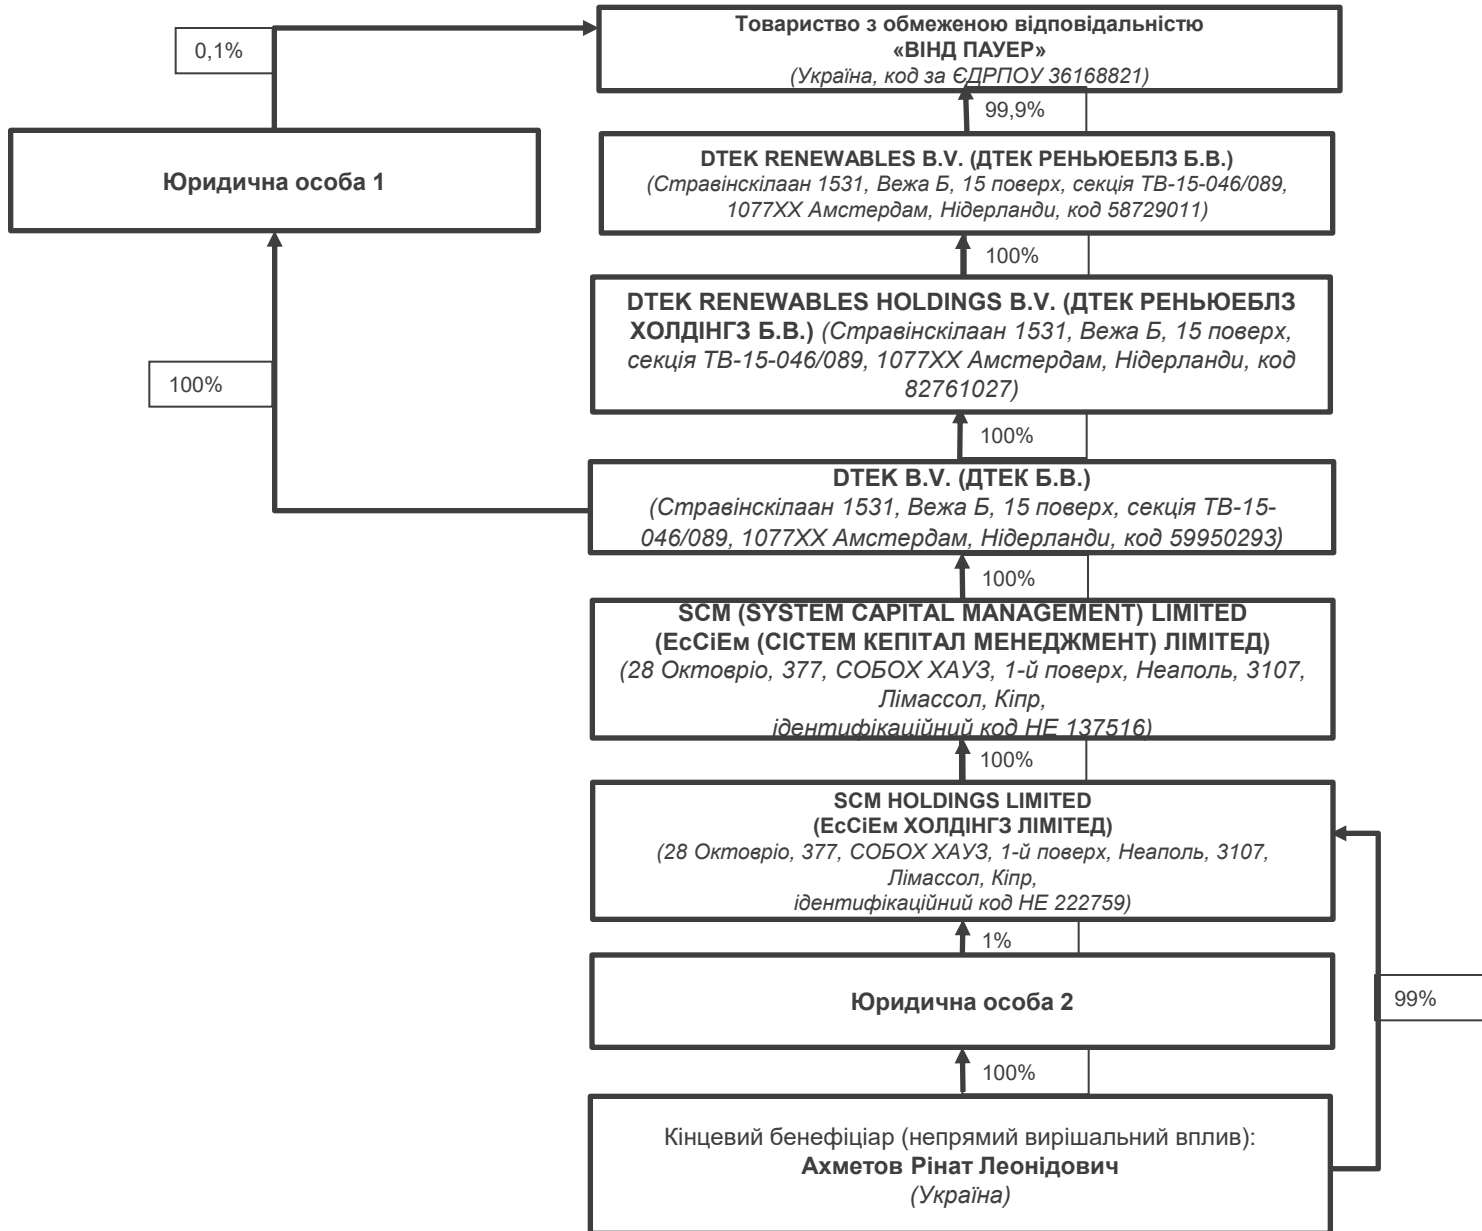 Товариство з обмеженою відповідальністю
«ВІНД ПАУЕР»
(Україна, код за ЄДРПОУ 36168821)
0,1%
99,9%
Юридична особа 1
DTEK RENEWABLES B.V. (ДТЕК РЕНЬЮЕБЛЗ Б.В.)
(Стравінскілаан 1531, Вежа Б, 15 поверх, секція ТВ-15-046/089,
1077ХХ Амстердам, Нідерланди, код 58729011)
100%
DTEK RENEWABLES HOLDINGS B.V. (ДТЕК РЕНЬЮЕБЛЗ
ХОЛДІНГЗ Б.В.) (Стравінскілаан 1531, Вежа Б, 15 поверх,
секція ТВ-15-046/089, 1077ХХ Амстердам, Нідерланди, код
82761027)
100%
100%
DTEK B.V. (ДТЕК Б.В.)
(Стравінскілаан 1531, Вежа Б, 15 поверх, секція ТВ-15-
046/089, 1077ХХ Амстердам, Нідерланди, код 59950293)
100%
SCM (SYSTEM CAPITAL MANAGEMENT) LIMITED
(ЕсСіЕм (СІСТЕМ КЕПІТАЛ МЕНЕДЖМЕНТ) ЛІМІТЕД)
(28 Октовріо, 377, СОБОХ ХАУЗ, 1-й поверх, Неаполь, 3107,
Лімассол, Кіпр,
ідентифікаційний код НЕ 137516)
100%
SCM HOLDINGS LIMITED
(ЕсСіЕм ХОЛДІНГЗ ЛІМІТЕД)
(28 Октовріо, 377, СОБОХ ХАУЗ, 1-й поверх, Неаполь, 3107,
Лімассол, Кіпр,
ідентифікаційний код НЕ 222759)
1%
Юридична особа 2
99%
100%
Кінцевий бенефіціар (непрямий вирішальний вплив):
Ахметов Рінат Леонідович
(Україна)